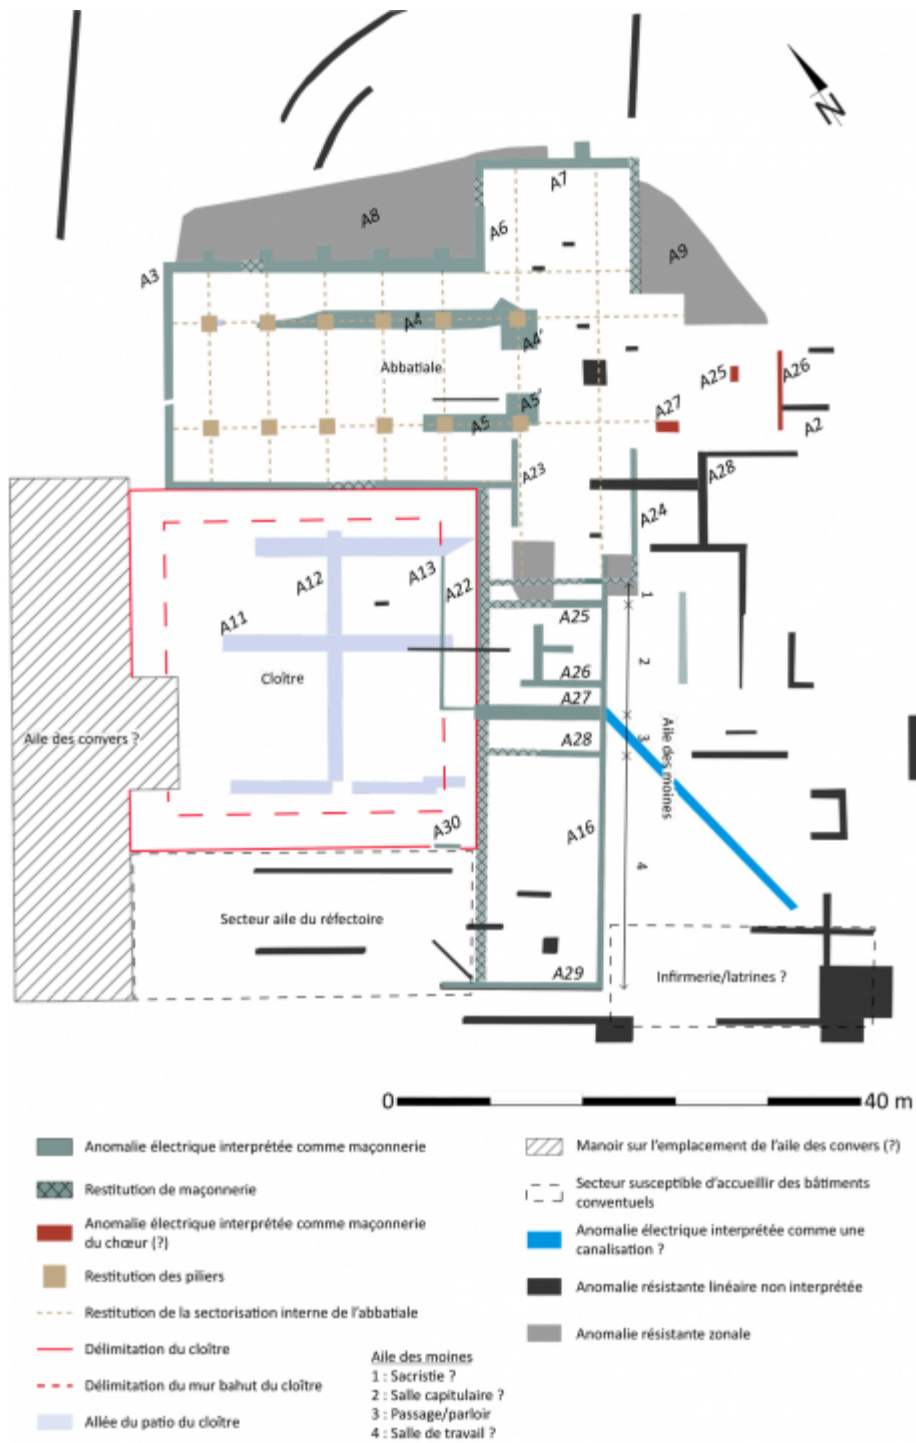 N
A7
A8
A6
A9
A3
A4
A4'
Abbatiale
A25
A26
A5'
A5
A27
A2
A23
A28
A24
A13
A12
A22
A11
1
A25
2
Cloître
A26
A27
Aile des convers ?
A28
3
Aile des moines
A30
A16
4
Secteur aile du réfectoire
A29
Infirmerie/latrines ?
0
40 m
Anomalie électrique interprétée comme maçonnerie
Restitution de maçonnerie
Anomalie électrique interprétée comme maçonnerie
du chœur (?)
Restitution des piliers
Restitution de la sectorisation interne de l'abbatiale
Délimitation du cloître
Délimitation du mur bahut du cloître
Allée du patio du cloître
Aile des moines
1 : Sacristie ?
2 : Salle capitulaire ?
3 : Passage/parloir
4 : Salle de travail ?
Manoir sur l'emplacement de l'aile des convers (?)
Secteur susceptible d'accueillir des bâtiments
conventuels
Anomalie électrique interprétée comme une
canalisation ?
Anomalie résistante linéaire non interprétée
Anomalie résistante zonale